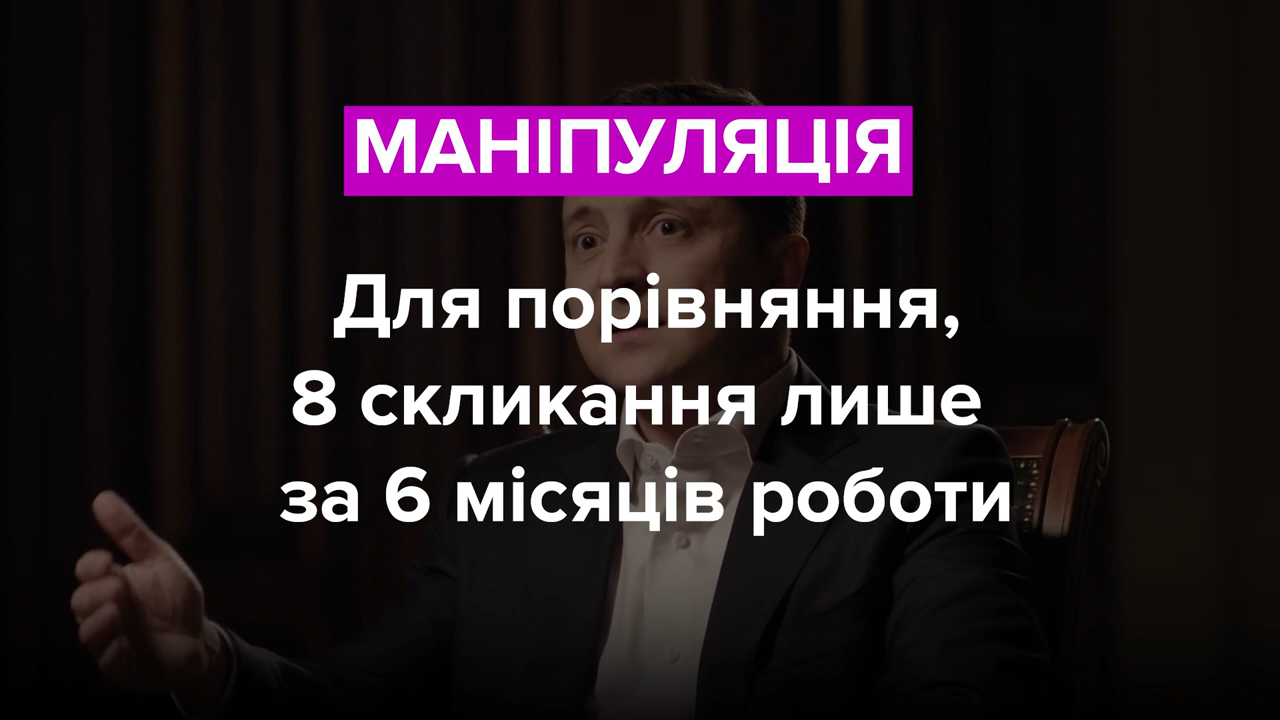 МАНІПУЛЯЦІЯ
Для порівняння,
8 скликання лише
за 6 місяців роботи